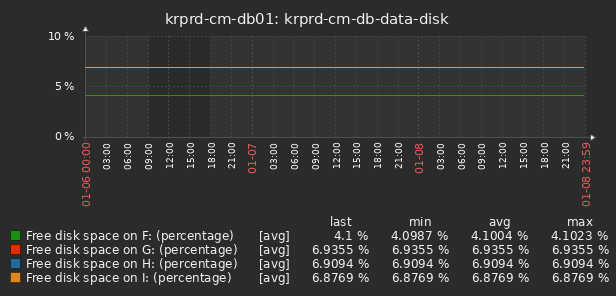 krprd-cm-db01: krprd-cm-db-data-disk
10 %
5 %
0 %
01-06 00:00 03:00 06:00 09:00 12:00 15:00 18:00 21:00 01-07 03:00 06:00 09:00 12:00 15:00 18:00 21:00 01-08 03:00 06:00 09:00 12:00 15:00 18:00 21:00 01-08 23:59
last min avg max
Free disk space on F: (percentage) [avg] 4.1 % 4.0987 % 4.1004 % 4.1023 %
Free disk space on G: (percentage) [avg] 6.9355 % 6.9355 % 6.9355 % 6.9355 %
Free disk space on H: (percentage) [avg] 6.9094 % 6.9094 % 6.9094 % 6.9094 %
Free disk space on I: (percentage) [avg] 6.8769 % 6.8769 % 6.8769 % 6.8769 %